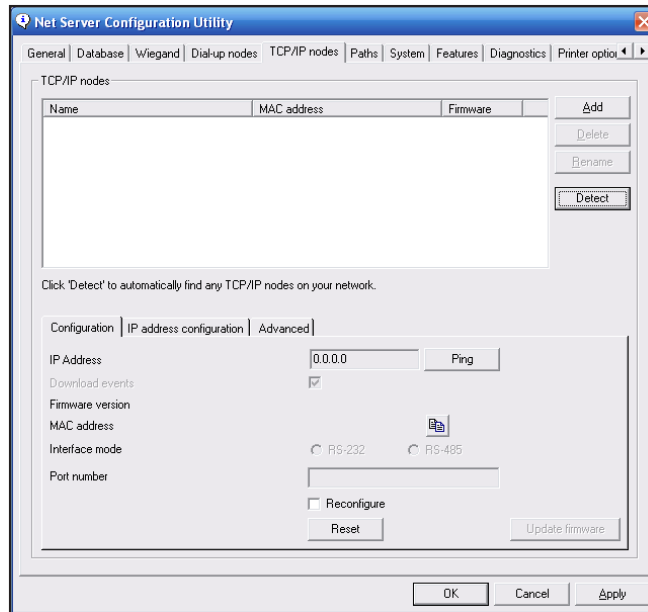 Net Server Configuration Utility
General Database Wiegand Dial-up nodes TCP/IP nodes Paths System Features Diagnostics Printer
TCP/IP nodes
Name MAC address Firmware
Add
Delete
Rename
Detect
Click 'Detect' to automatically find any TCP/IP nodes on your network.
Configuration IP address configuration Advanced
IP Address 0.0.0.0 Ping
Download events
Firmware version
MAC address
Interface mode RS-232 RS-485
Port number
Reconfigure
Reset Update firmware
OK Cancel Apply